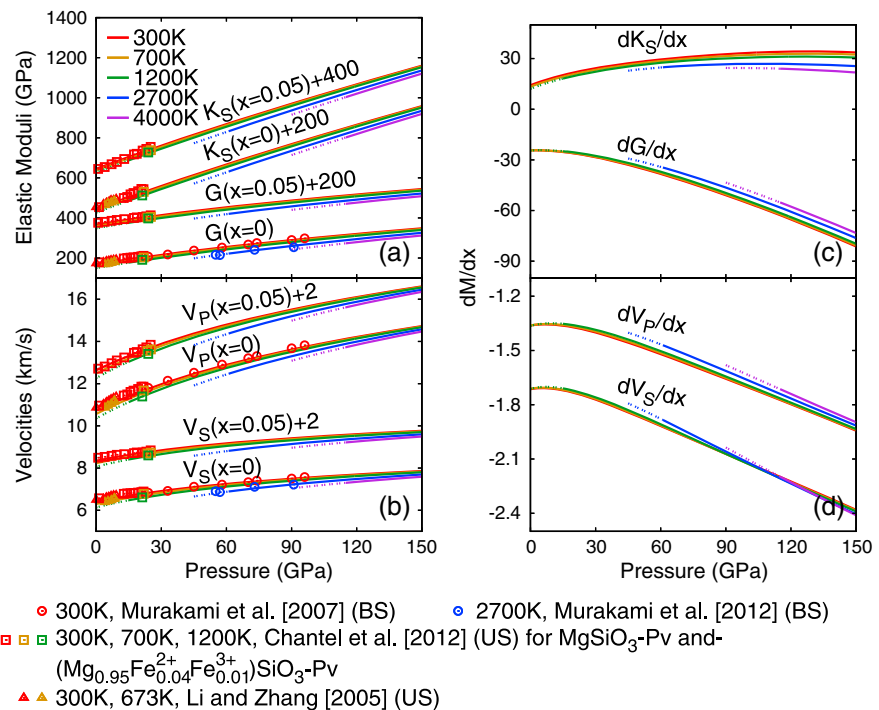 1400
1200
1000
800
600
400
200
Elastic Moduli (GPa)
300K
700K
1200K
2700K
4000K
K_S(x=0.05)+400
K_S(x=0)+200
G(x=0.05)+200
G(x=0)
(a)
16
14
12
10
8
6
Velocities (km/s)
V_P(x=0.05)+2
V_P(x=0)
V_S(x=0.05)+2
V_S(x=0)
(b)
0 30 60 90 120 150
Pressure (GPa)
30
0
-30
-60
-90
dM/dx
dK_S/dx
dG/dx
(c)
-1.2
-1.5
-1.8
-2.1
-2.4
dV_P/dx
dV_S/dx
(d)
0 30 60 90 120 150
Pressure (GPa)
300K, Murakami et al. [2007] (BS) 2700K, Murakami et al. [2012] (BS)
300K, 700K, 1200K, Chantel et al. [2012] (US) for MgSiO₃-Pv and-
(Mg₀.₉₅Fe²⁺₀.₀₄Fe³⁺₀.₀₁)SiO₃-Pv
300K, 673K, Li and Zhang [2005] (US)